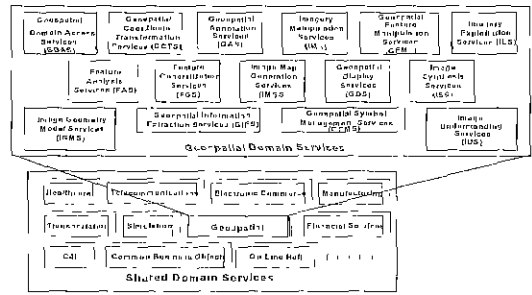 Geospatial
Domain Access
Services
(GDAS)
Geospatial
Coordinate
Transformation
Services (GCTS)
Geospatial
Annotation
Services
(GAS)
Imagery
Manipulation
Services
(IMS)
Geospatial
Feature
Manipulation
Services
Imagery
Exploitation
Services
Feature
Analysis
Services (FAS)
Feature
Generalization
Services
(FGS)
Image Map
Generation
Services
Geospatial
Display
Services
(GDS)
Image
Synthesis
Services
(ISS)
Image Geometry
Model Services
(IGMS)
Geospatial Information
Extraction Services
Geospatial Symbol
Management Services
Image
Understanding
Services
(IUS)
Geospatial Domain Services
Healthcare
Telecommunications
Electronic Commerce
Manufacturing
Transportation
Simulation
Geospatial
Financial Services
C4I
Common Business Objects
Shared Domain Services